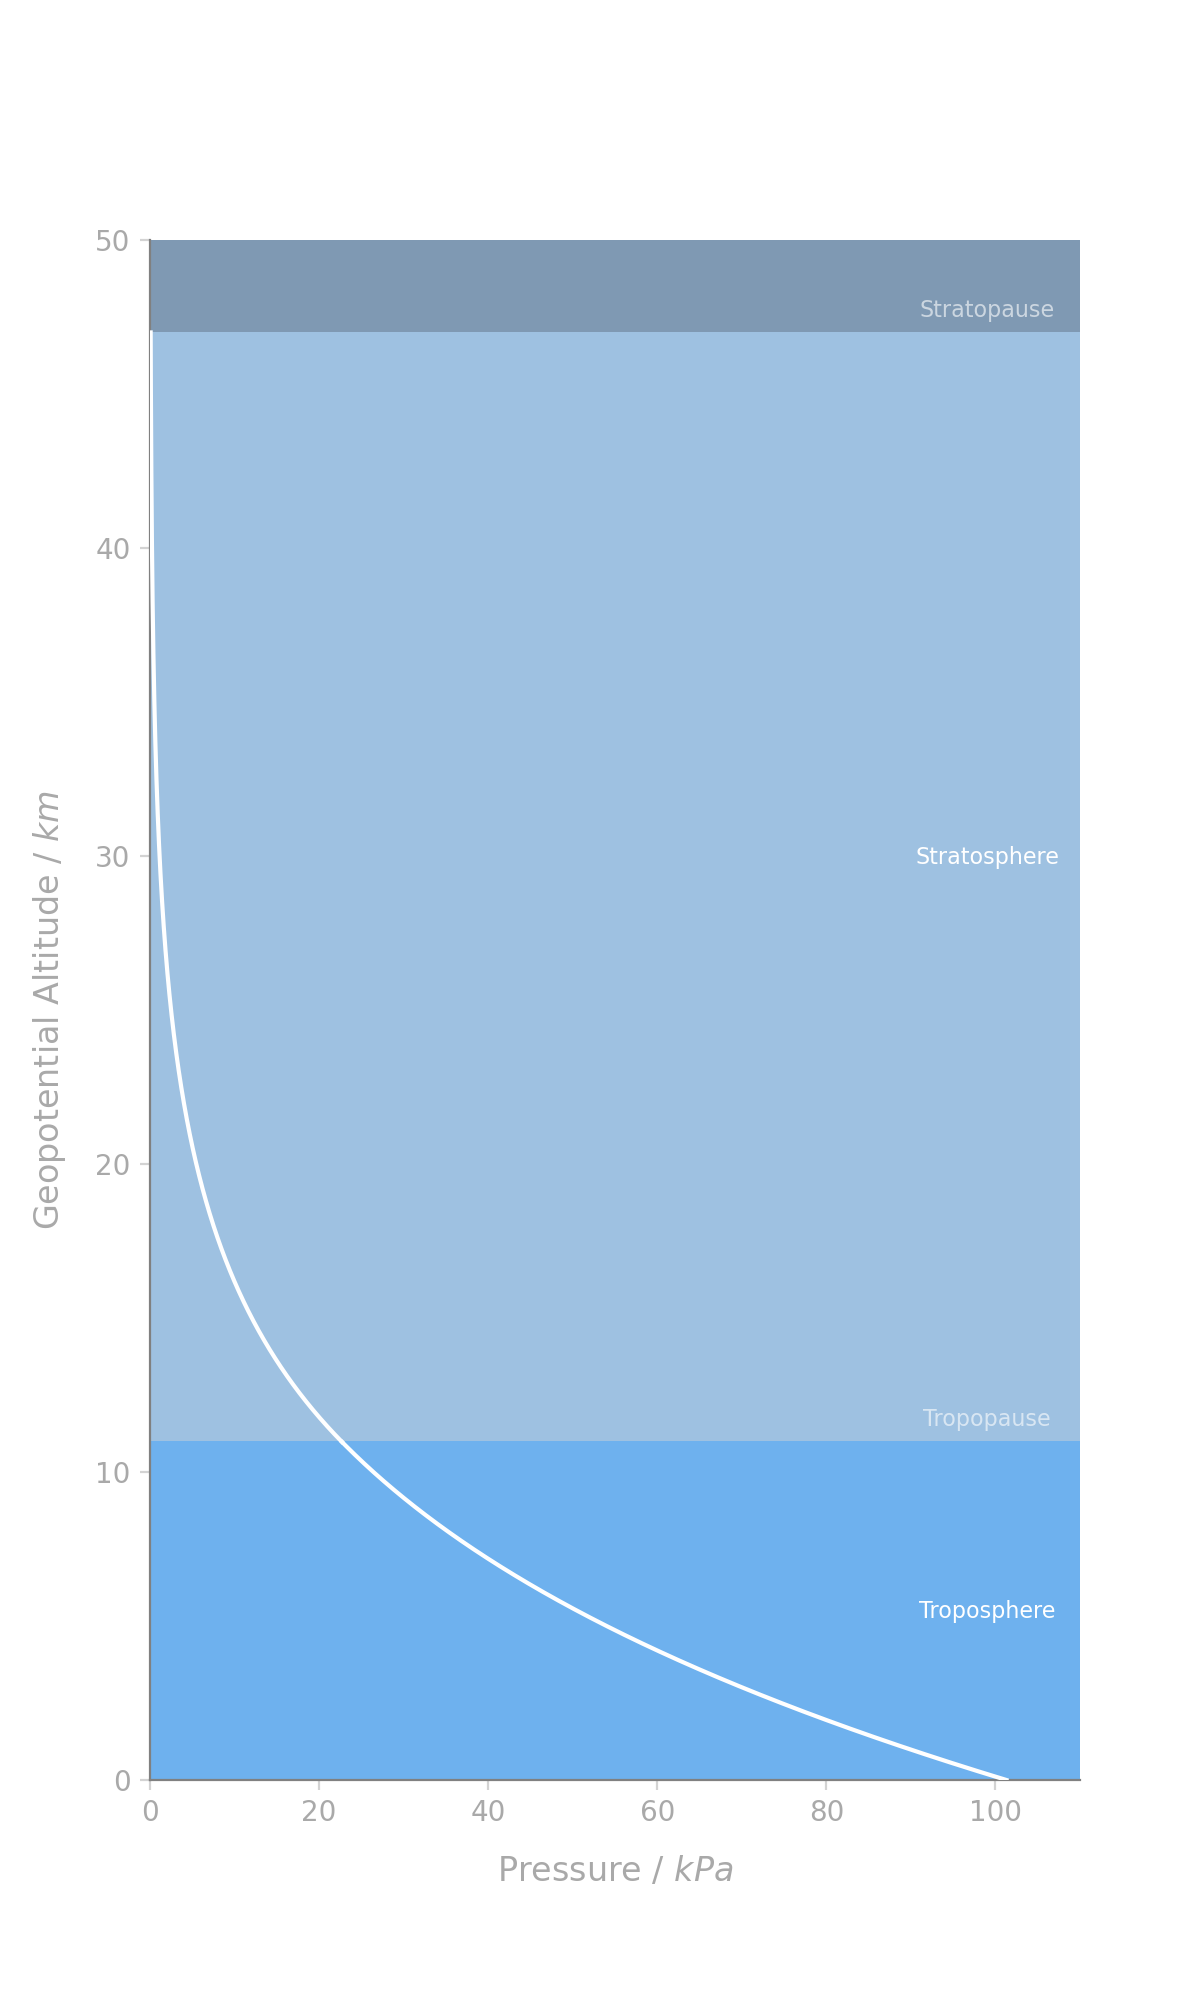 50
Stratopause
40
Geopotential Altitude / km
30
Stratosphere
20
Tropopause
10
Troposphere
0
0 20 40 60 80 100
Pressure / kPa